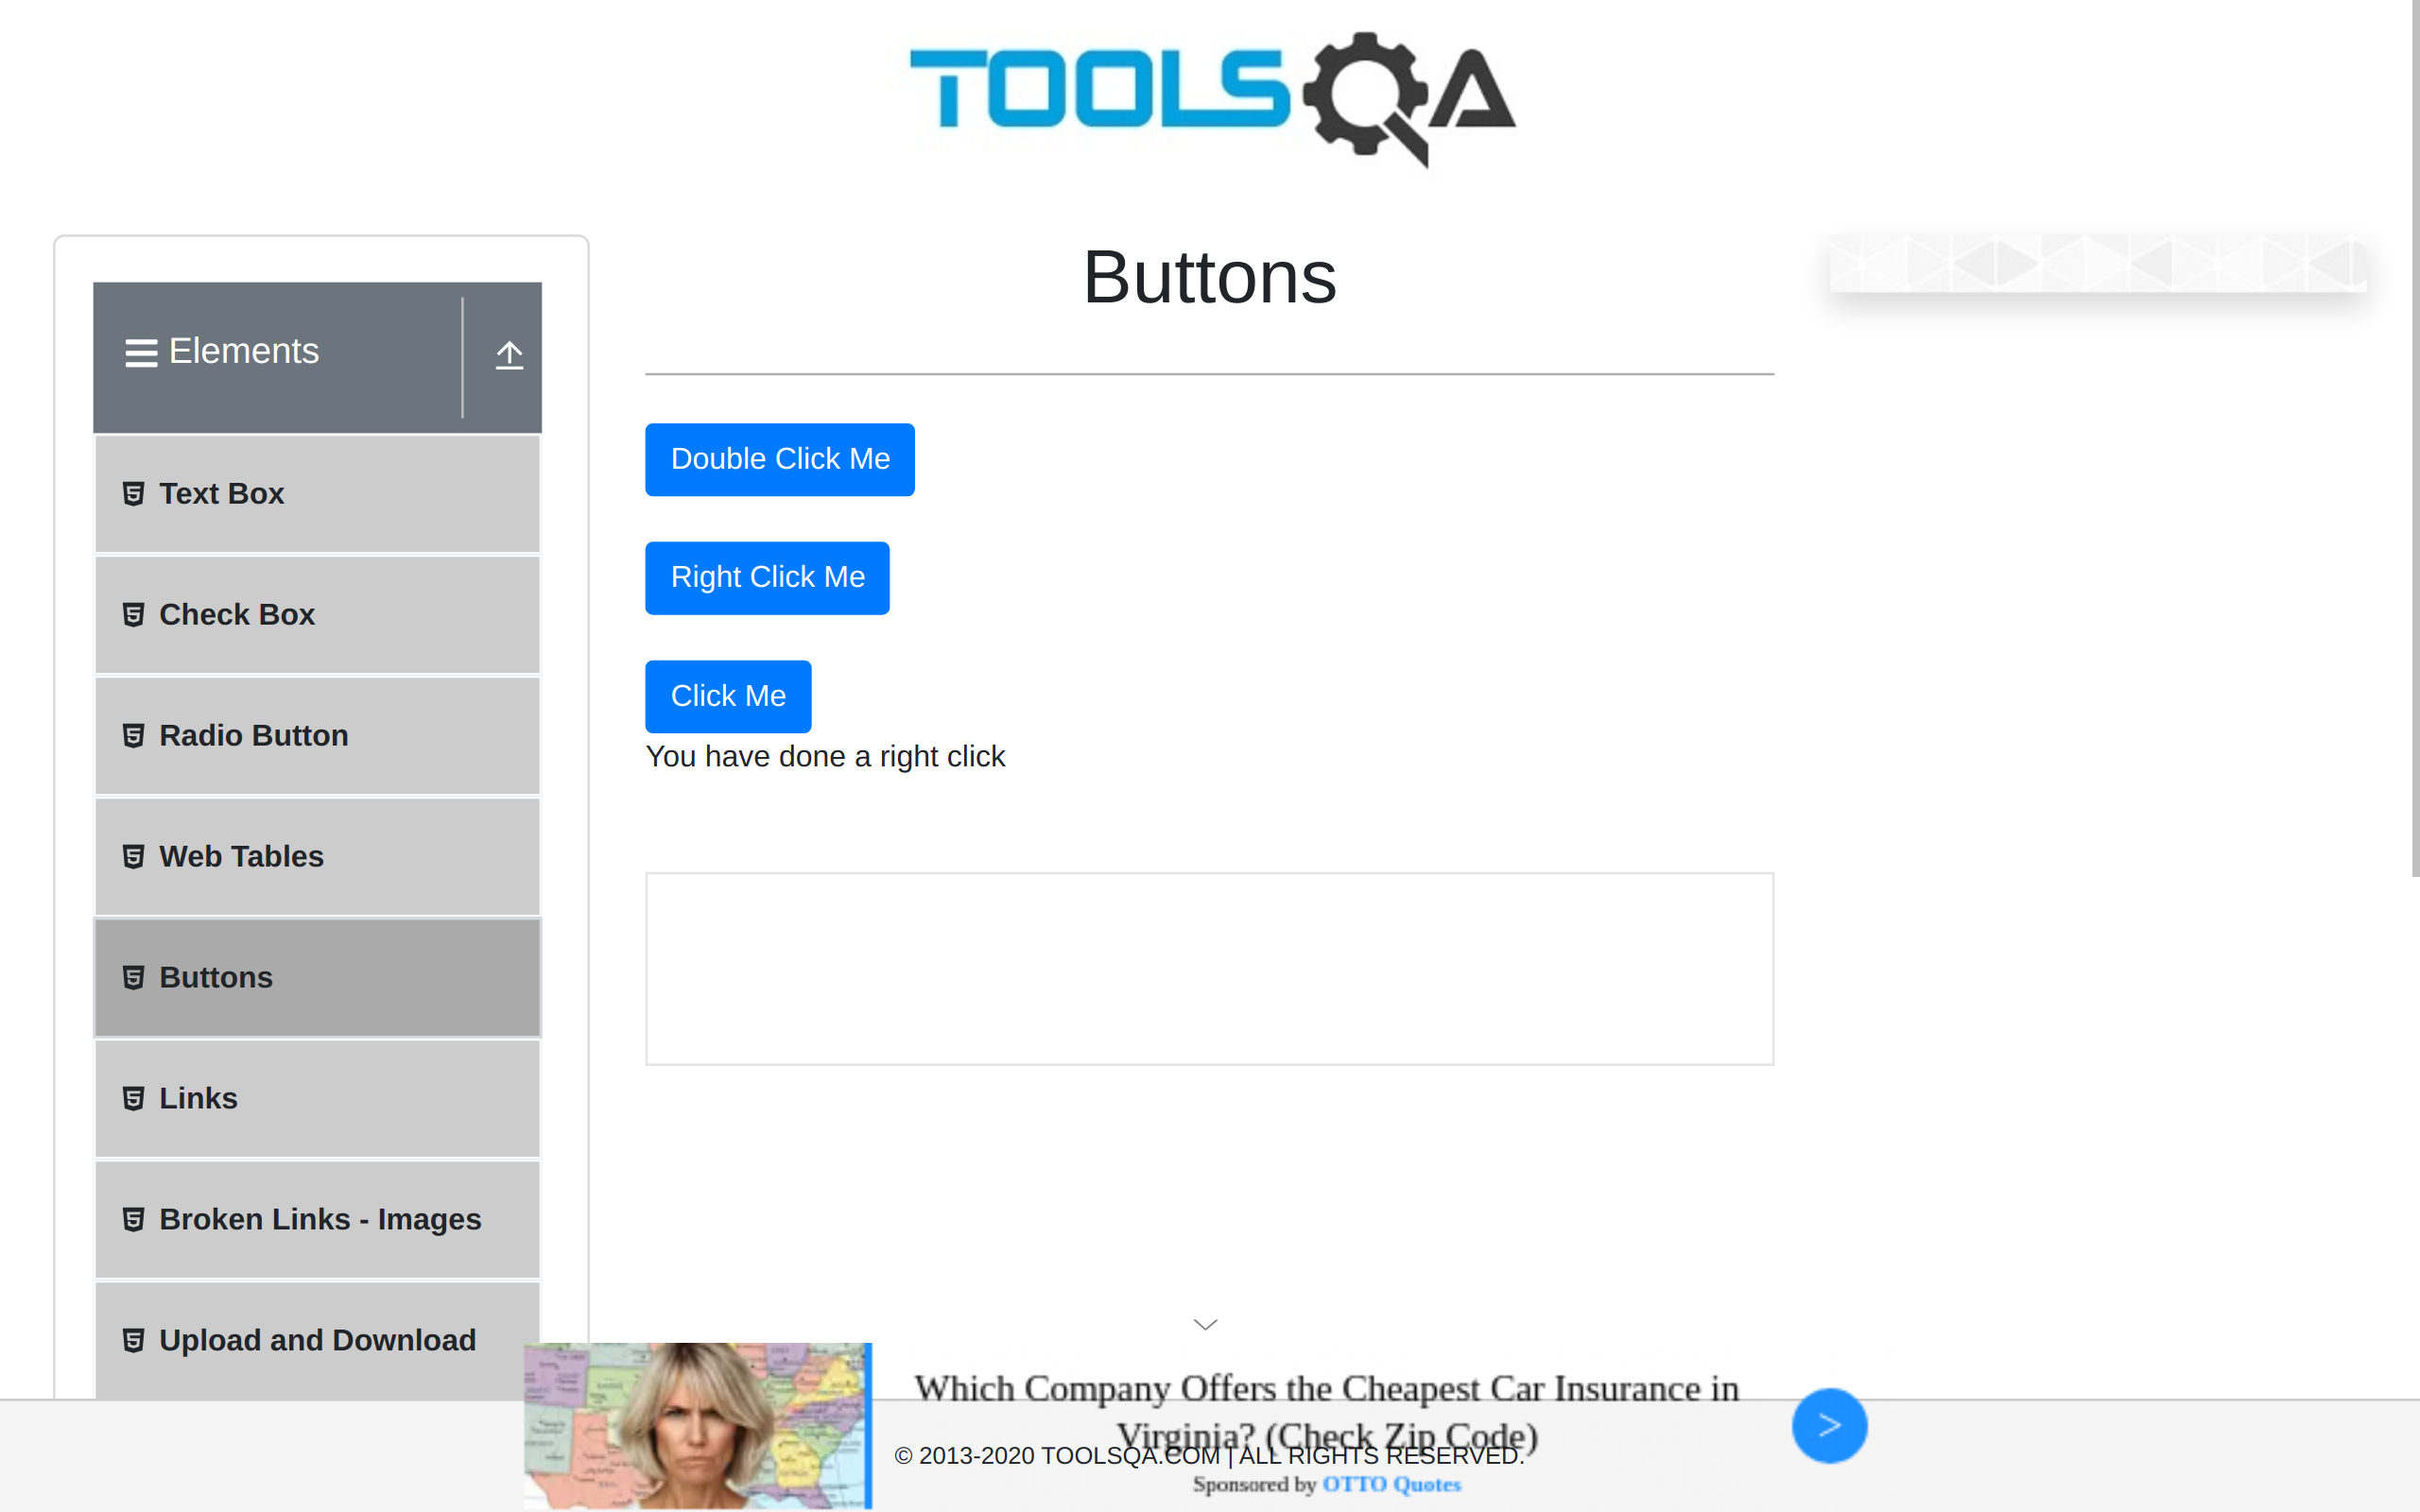 TOOLSQA
Elements
Text Box
Check Box
Radio Button
Web Tables
Buttons
Links
Broken Links - Images
Upload and Download
Buttons
Double Click Me
Right Click Me
Click Me
You have done a right click
Which Company Offers the Cheapest Car Insurance in
Virginia? (Check Zip Code)
© 2013-2020 TOOLSQA.COM | ALL RIGHTS RESERVED.
Sponsored by OTTO Quotes
>